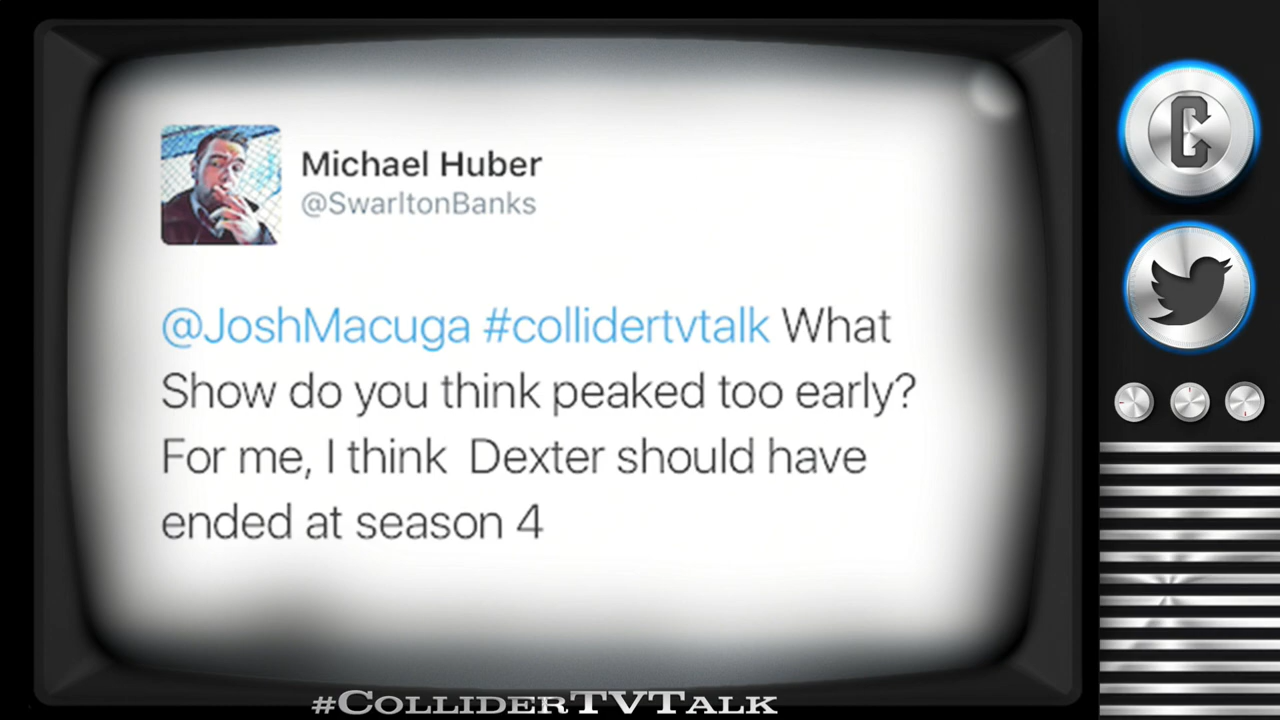 Michael Huber
@SwarltonBanks
@JoshMacuga #collidertvtalk What
Show do you think peaked too early?
For me, I think  Dexter should have
ended at season 4
#ColliderTVTalk